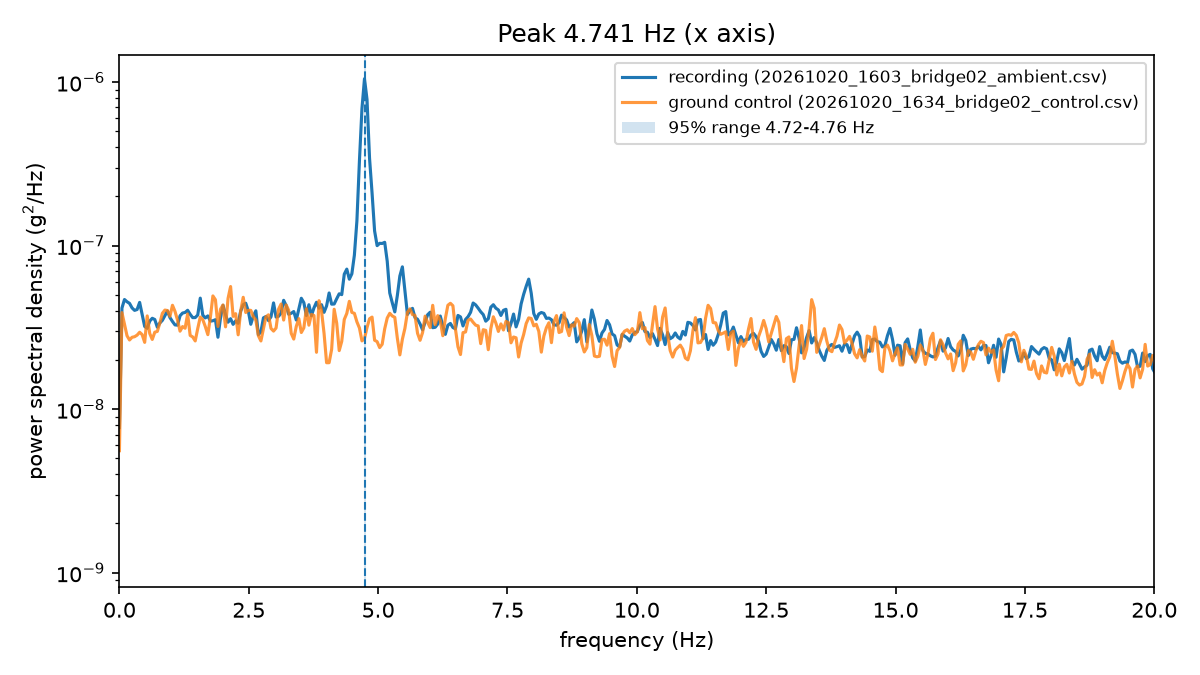 Peak 4.741 Hz (x axis)
recording (20261020_1603_bridge02_ambient.csv)
ground control (20261020_1634_bridge02_control.csv)
95% range 4.72-4.76 Hz
power spectral density (g²/Hz)
10⁻⁶
10⁻⁷
10⁻⁸
10⁻⁹
0.0 2.5 5.0 7.5 10.0 12.5 15.0 17.5 20.0
frequency (Hz)